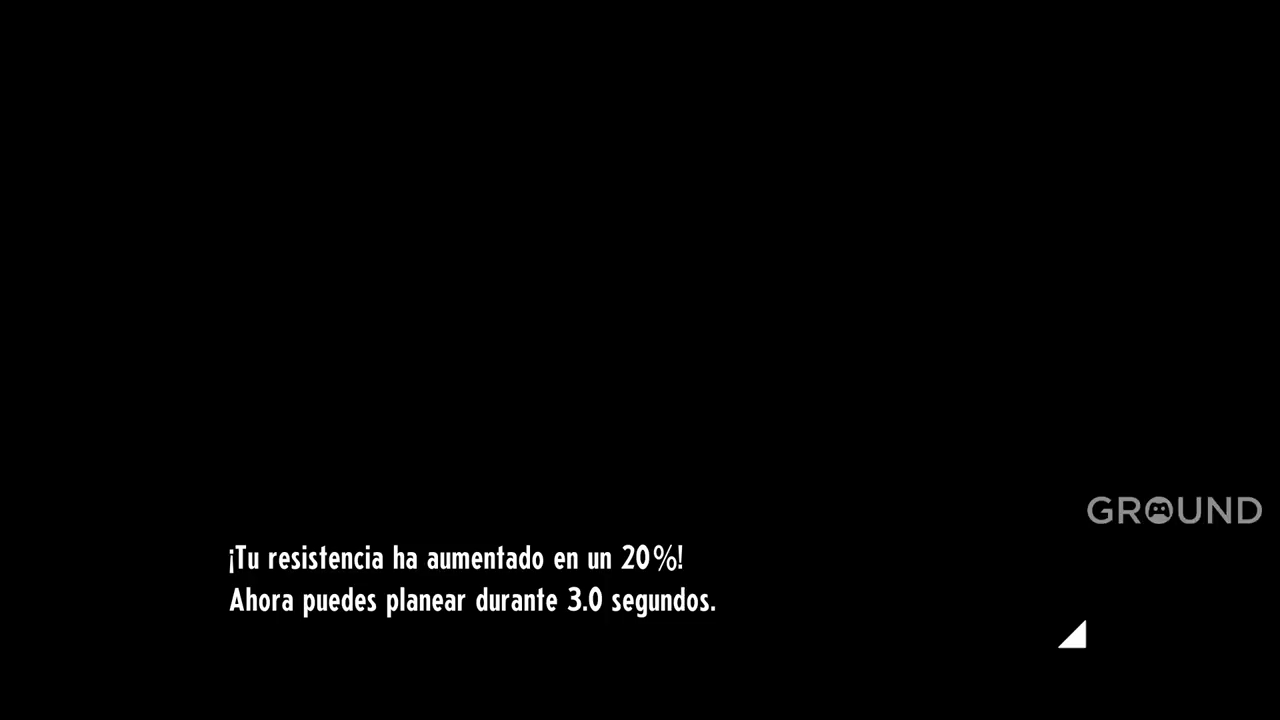 GROUND
¡Tu resistencia ha aumentado en un 20%!
Ahora puedes planear durante 3.0 segundos.